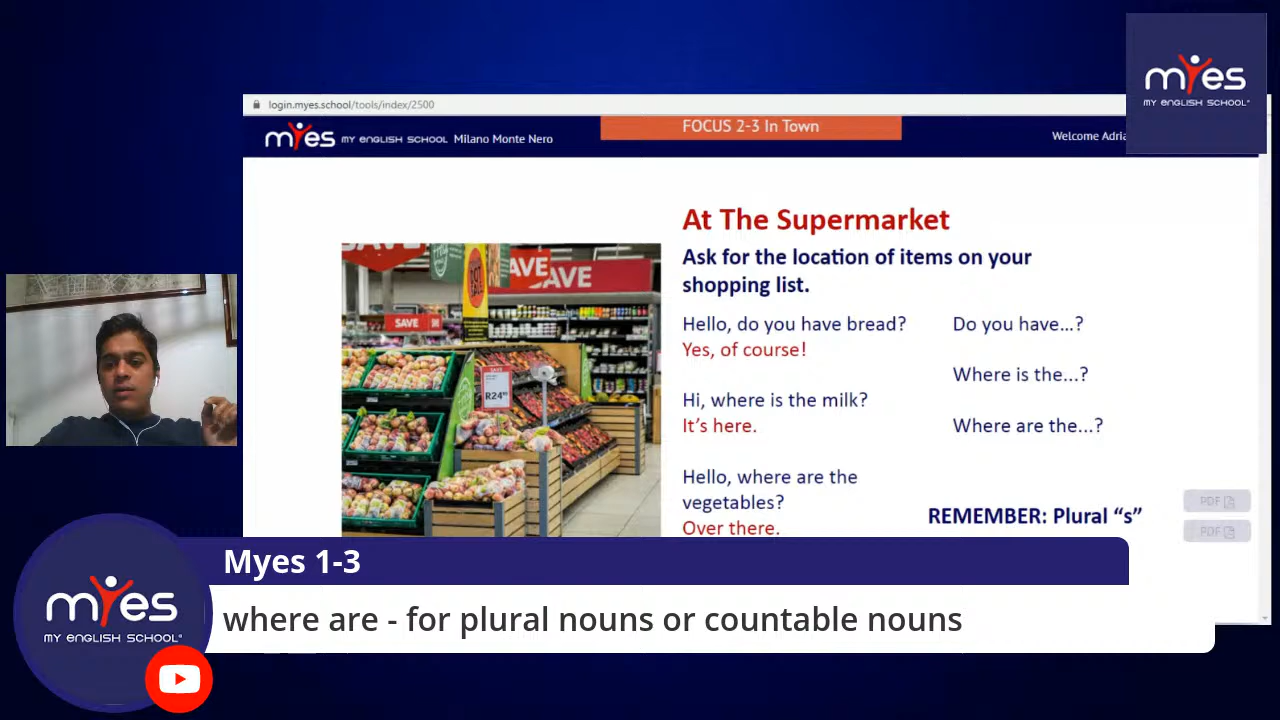 myes
MY ENGLISH SCHOOL®
login.myes.school/tools/index/2500
myes MY ENGLISH SCHOOL Milano Monte Nero
FOCUS 2-3 In Town
Welcome Adria
At The Supermarket
Ask for the location of items on your
shopping list.
SAVE
SAVE
SAVE
R24
Hello, do you have bread?
Yes, of course!
Hi, where is the milk?
It’s here.
Hello, where are the
vegetables?
Over there.
Do you have...?
Where is the...?
Where are the...?
REMEMBER: Plural “s”
PDF
PDF
Myes 1-3
where are - for plural nouns or countable nouns
myes
MY ENGLISH SCHOOL®